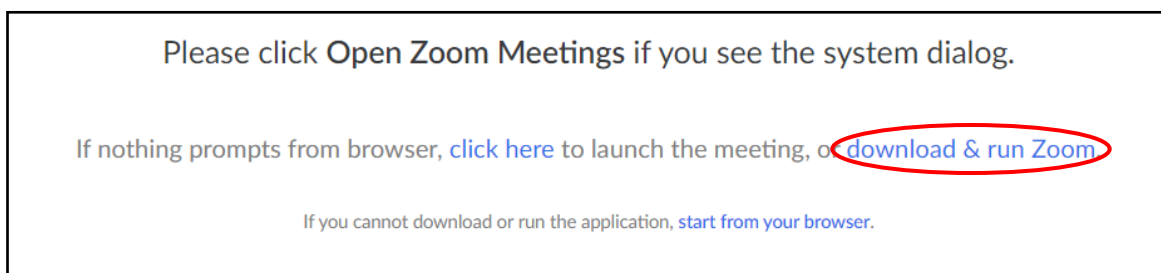 Please click Open Zoom Meetings if you see the system dialog.
If nothing prompts from browser, click here to launch the meeting, or download & run Zoom.
If you cannot download or run the application, start from your browser.